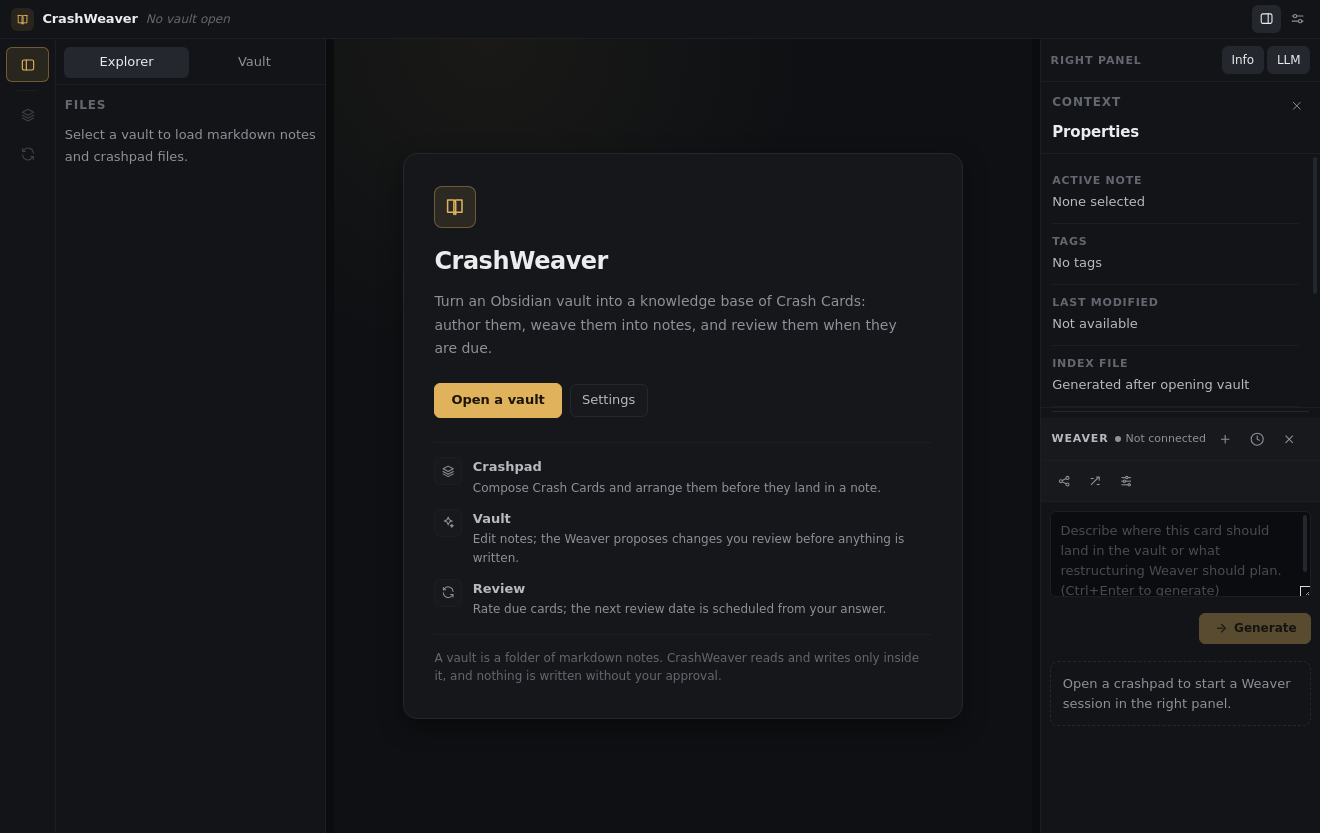 CrashWeaver No vault open
Explorer Vault
FILES
Select a vault to load markdown notes
and crashpad files.
CrashWeaver
Turn an Obsidian vault into a knowledge base of Crash Cards:
author them, weave them into notes, and review them when they
are due.
Open a vault Settings
Crashpad
Compose Crash Cards and arrange them before they land in a note.
Vault
Edit notes; the Weaver proposes changes you review before anything is
written.
Review
Rate due cards; the next review date is scheduled from your answer.
A vault is a folder of markdown notes. CrashWeaver reads and writes only inside
it, and nothing is written without your approval.
RIGHT PANEL Info LLM
CONTEXT
Properties
ACTIVE NOTE
None selected
TAGS
No tags
LAST MODIFIED
Not available
INDEX FILE
Generated after opening vault
WEAVER Not connected
Describe where this card should
land in the vault or what
restructuring Weaver should plan.
(Ctrl+Enter to generate)
Generate
Open a crashpad to start a Weaver
session in the right panel.